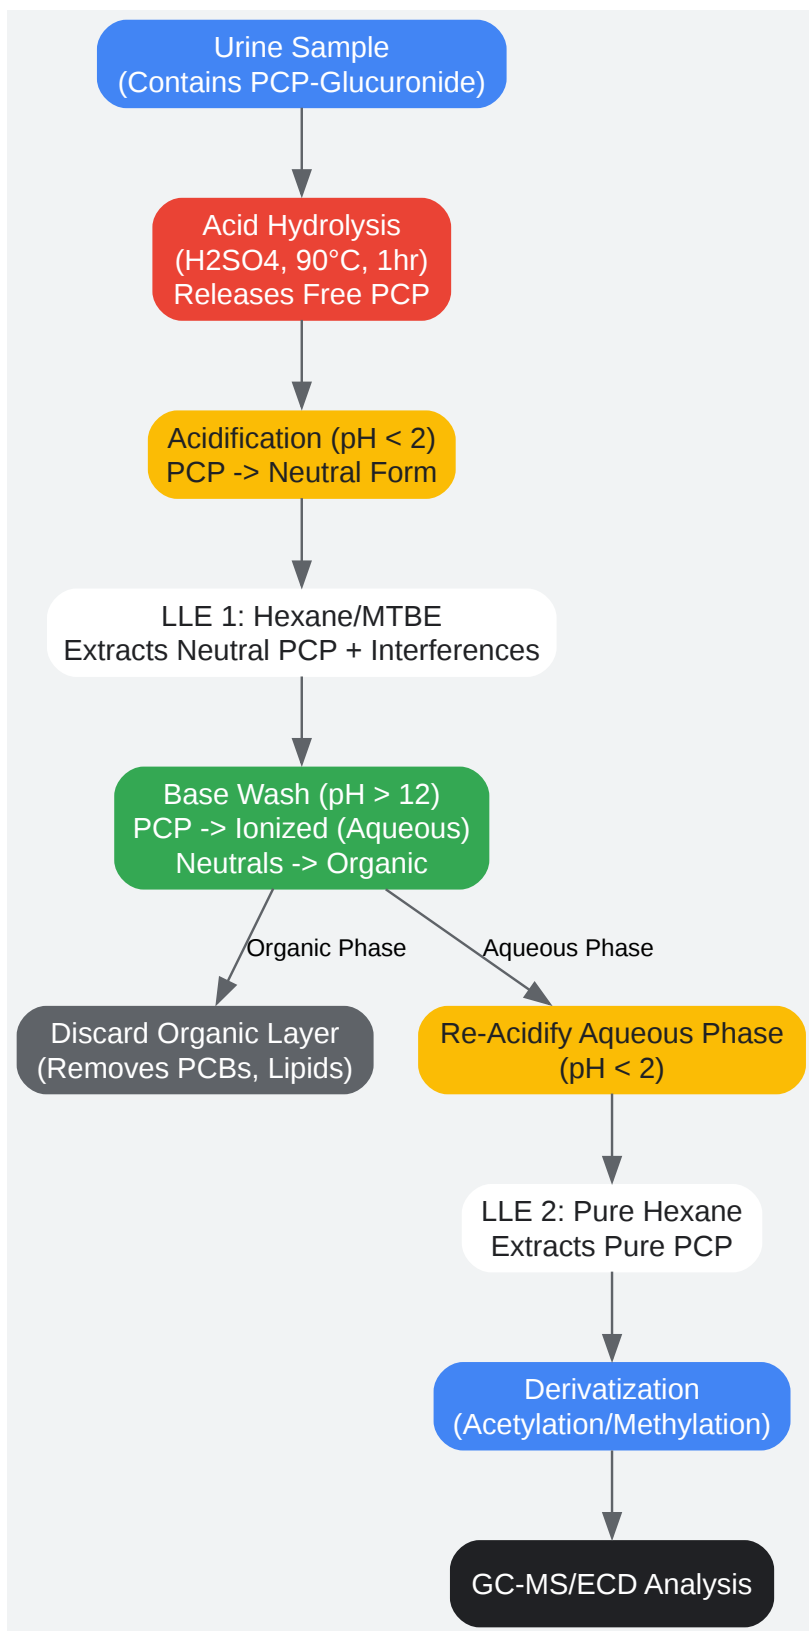 Urine Sample
(Contains PCP-Glucuronide)
Acid Hydrolysis
(H2SO4, 90°C, 1hr)
Releases Free PCP
Acidification (pH < 2)
PCP -> Neutral Form
LLE 1: Hexane/MTBE
Extracts Neutral PCP + Interferences
Base Wash (pH > 12)
PCP -> Ionized (Aqueous)
Neutrals -> Organic
Organic Phase
Aqueous Phase
Discard Organic Layer
(Removes PCBs, Lipids)
Re-Acidify Aqueous Phase
(pH < 2)
LLE 2: Pure Hexane
Extracts Pure PCP
Derivatization
(Acetylation/Methylation)
GC-MS/ECD Analysis